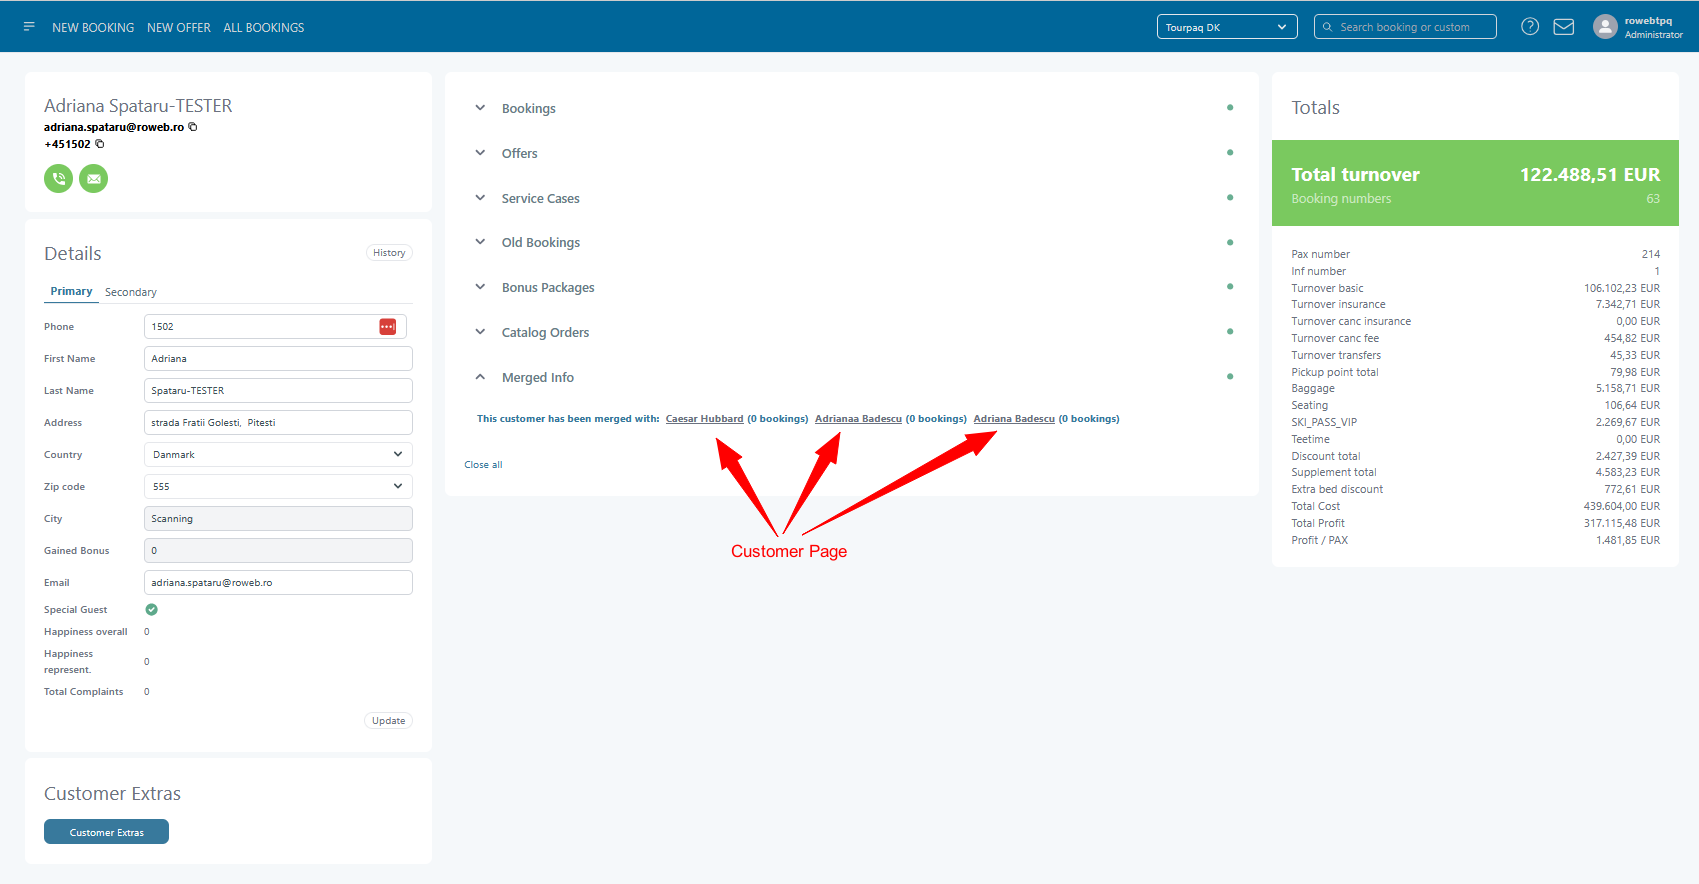 NEW BOOKING NEW OFFER ALL BOOKINGS
Tourpaq DK
Search booking or custom
rowebtpq
Administrator
Adriana Spataru-TESTER
adriana.spataru@roweb.ro
+451502
Details
History
Primary Secondary
Phone 1502
First Name Adriana
Last Name Spataru-TESTER
Address strada Fratii Golesti, Pitesti
Country Danmark
Zip code 555
City Scanning
Gained Bonus 0
Email adriana.spataru@roweb.ro
Special Guest
Happiness overall 0
Happiness
represent. 0
Total Complaints 0
Update
Customer Extras
Customer Extras
Bookings
Offers
Service Cases
Old Bookings
Bonus Packages
Catalog Orders
Merged Info
This customer has been merged with: Caesar Hubbard (0 bookings) Adrianaa Badescu (0 bookings) Adriana Badescu (0 bookings)
Close all
Customer Page
Totals
Total turnover 122.488,51 EUR
Booking numbers 63
Pax number 214
Inf number 1
Turnover basic 106.102,23 EUR
Turnover insurance 7.342,71 EUR
Turnover canc insurance 0,00 EUR
Turnover canc fee 454,82 EUR
Turnover transfers 45,33 EUR
Pickup point total 79,98 EUR
Baggage 5.158,71 EUR
Seating 106,64 EUR
SKI_PASS_VIP 2.269,67 EUR
Teetime 0,00 EUR
Discount total 2.427,39 EUR
Supplement total 4.583,23 EUR
Extra bed discount 772,61 EUR
Total Cost 439.604,00 EUR
Total Profit 317.115,48 EUR
Profit / PAX 1.481,85 EUR